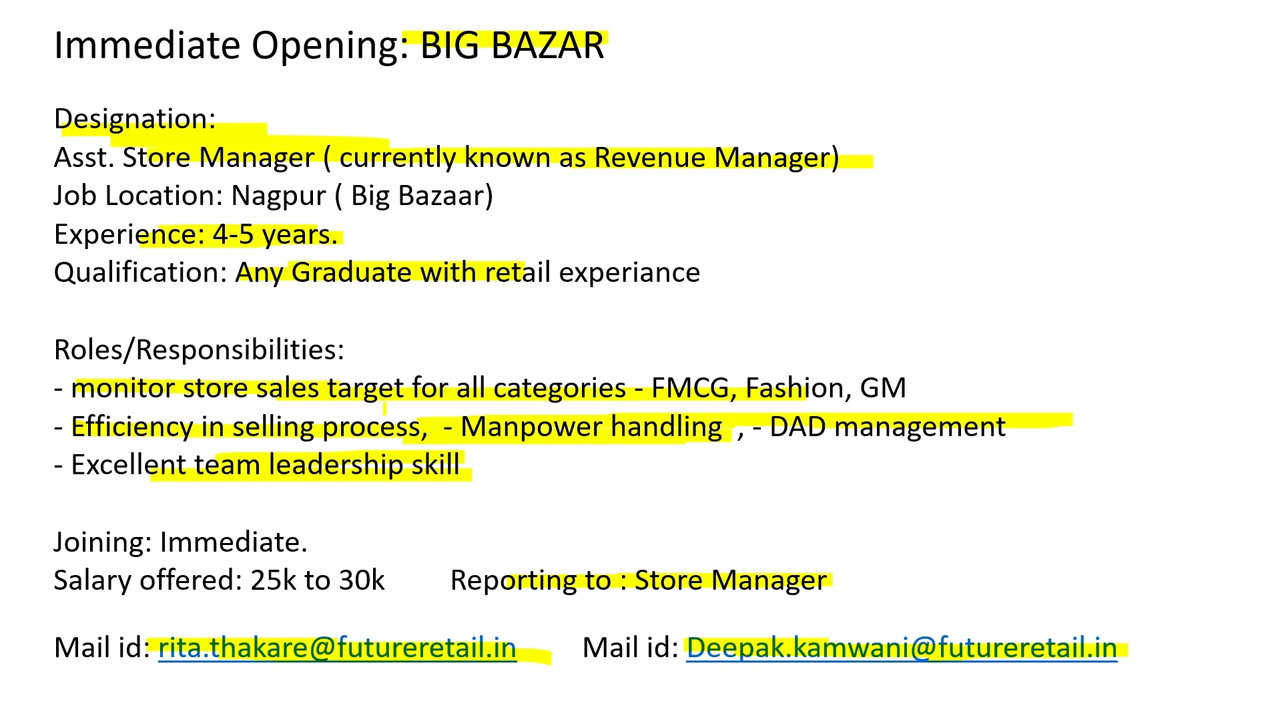 Immediate Opening: BIG BAZAR
Designation:
Asst. Store Manager ( currently known as Revenue Manager)
Job Location: Nagpur ( Big Bazaar)
Experience: 4-5 years.
Qualification: Any Graduate with retail experiance
Roles/Responsibilities:
- monitor store sales target for all categories - FMCG, Fashion, GM
- Efficiency in selling process,  - Manpower handling  , - DAD management
- Excellent team leadership skill
Joining: Immediate.
Salary offered: 25k to 30k        Reporting to : Store Manager
Mail id: rita.thakare@futureretail.in        Mail id: Deepak.kamwani@futureretail.in